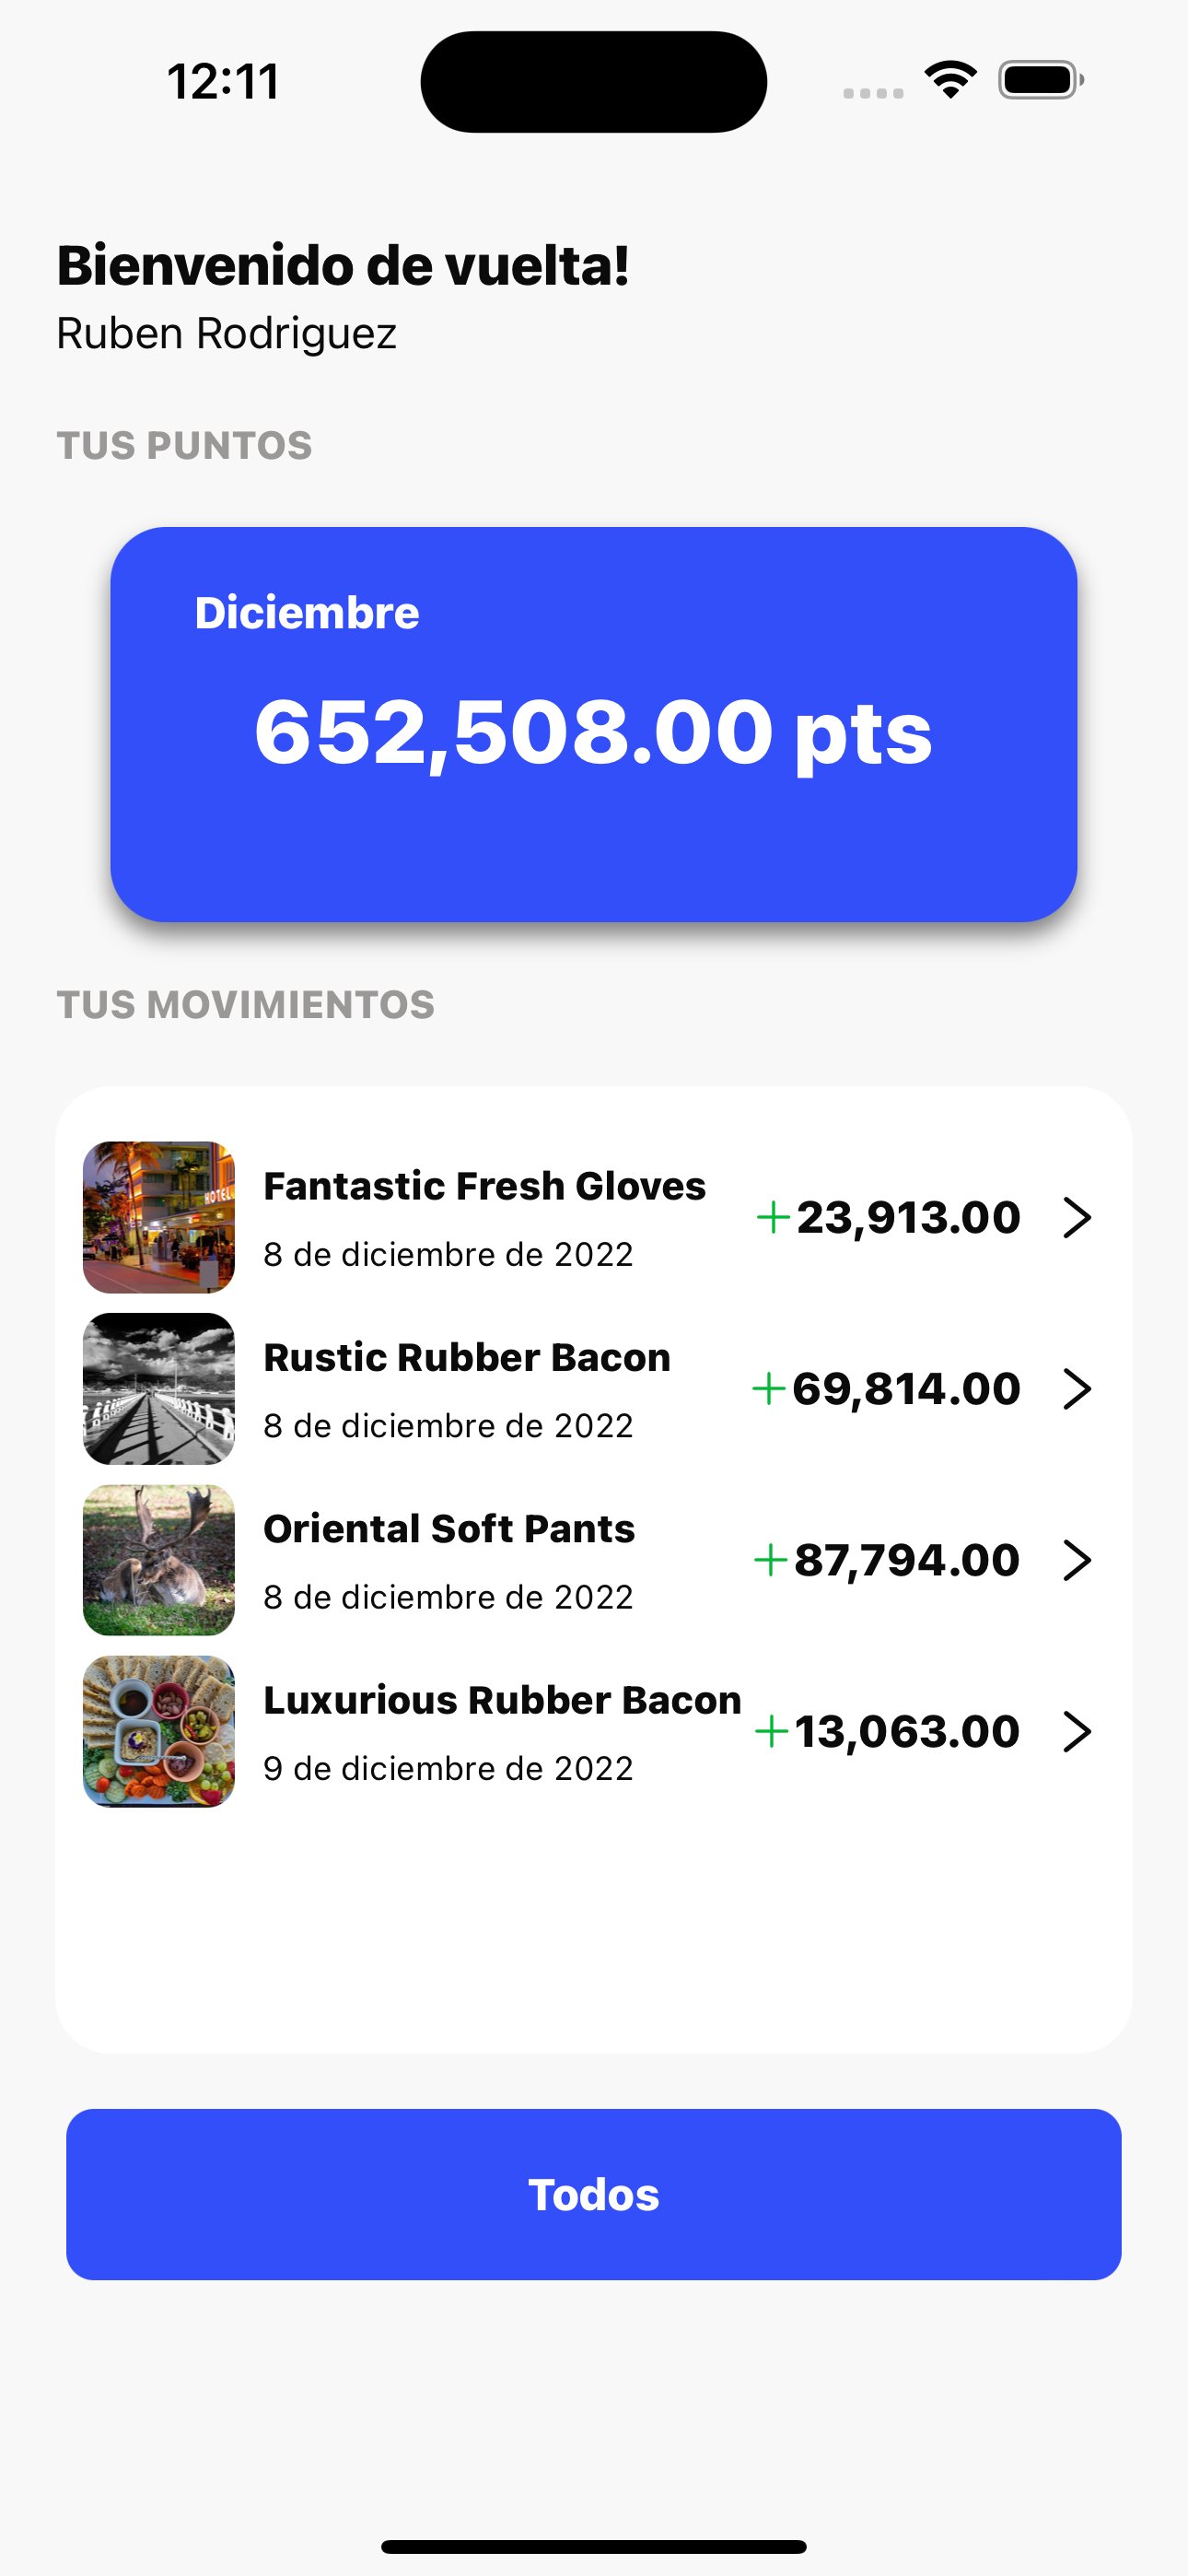 12:11
Bienvenido de vuelta!
Ruben Rodriguez
TUS PUNTOS
Diciembre
652,508.00 pts
TUS MOVIMIENTOS
HOTEL
Fantastic Fresh Gloves
8 de diciembre de 2022
+23,913.00
Rustic Rubber Bacon
8 de diciembre de 2022
+69,814.00
Oriental Soft Pants
8 de diciembre de 2022
+87,794.00
Luxurious Rubber Bacon
9 de diciembre de 2022
+13,063.00
Todos